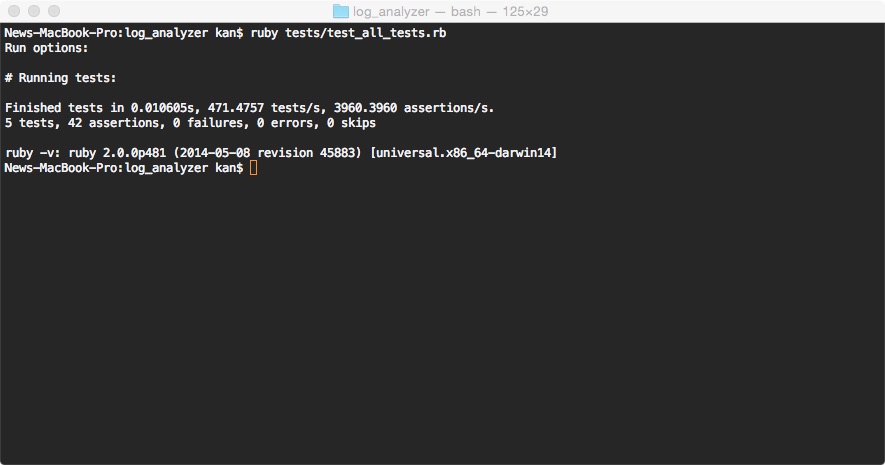 log_analyzer — bash — 125×29
News-MacBook-Pro:log_analyzer kan$ ruby tests/test_all_tests.rb
Run options:
# Running tests:
Finished tests in 0.010605s, 471.4757 tests/s, 3960.3960 assertions/s.
5 tests, 42 assertions, 0 failures, 0 errors, 0 skips
ruby -v: ruby 2.0.0p481 (2014-05-08 revision 45883) [universal.x86_64-darwin14]
News-MacBook-Pro:log_analyzer kan$